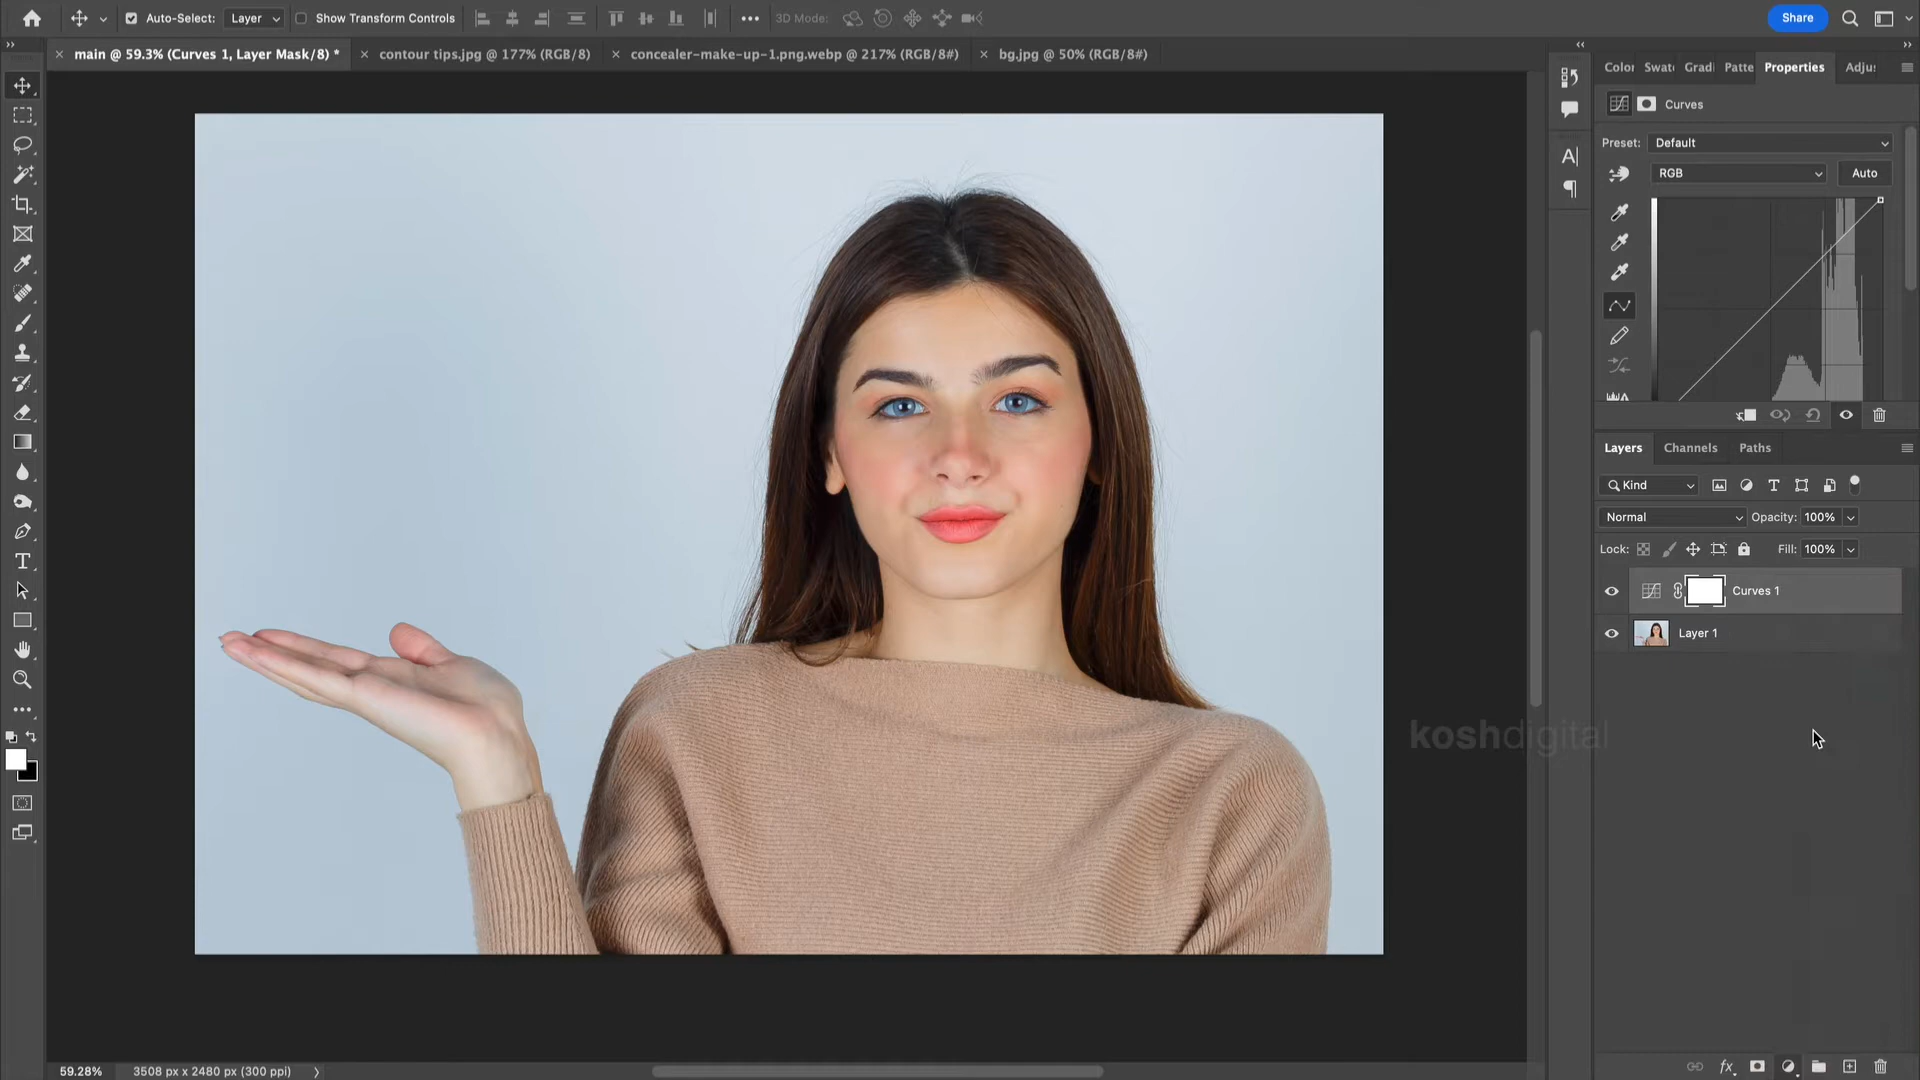 Auto-Select: Layer Show Transform Controls 3D Mode: Share
main @ 59.3% (Curves 1, Layer Mask/8) * contour tips.jpg @ 177% (RGB/8) concealer-make-up-1.png.webp @ 217% (RGB/8#) bg.jpg @ 50% (RGB/8#)
Color Swat Gradi Patte Properties Adju:
Curves
Preset: Default
RGB Auto
Layers Channels Paths
Kind
Normal Opacity: 100%
Lock: Fill: 100%
Curves 1
Layer 1
koshdigital
59.28% 3508 px x 2480 px (300 ppi)